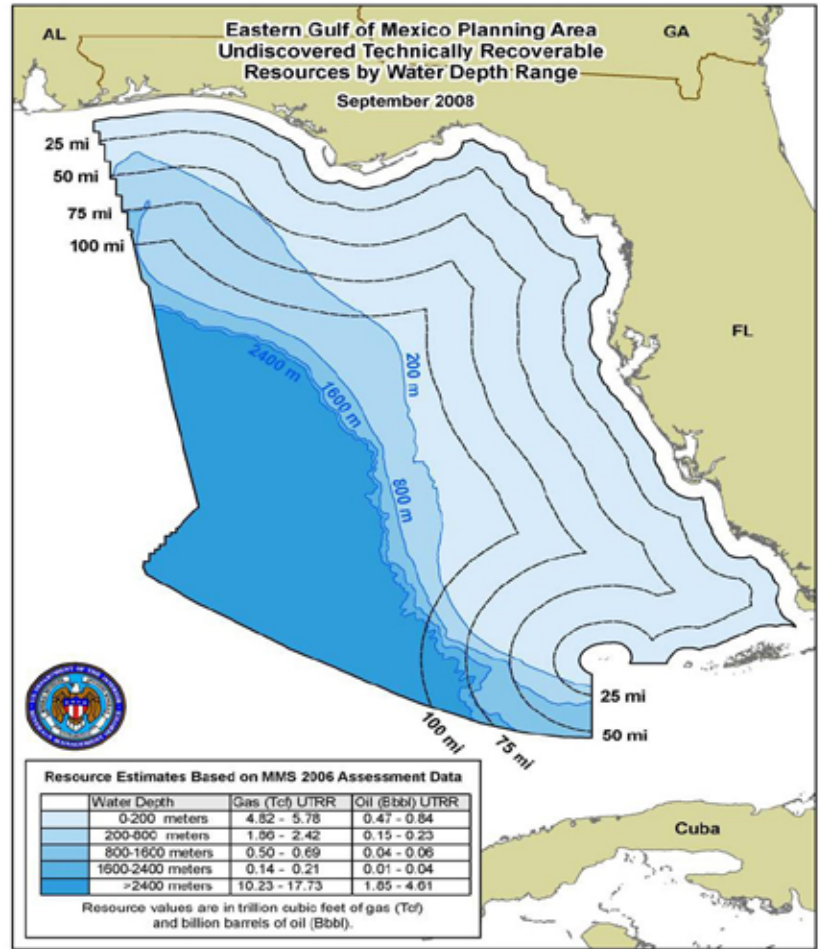 AL
GA
Eastern Gulf of Mexico Planning Area
Undiscovered Technically Recoverable
Resources by Water Depth Range
September 2008
25 mi
50 mi
75 mi
100 mi
FL
200 m
2400 m
1600 m
800 m
25 mi
50 mi
75 mi
100 mi
Cuba
Resource Estimates Based on MMS 2006 Assessment Data
Water Depth Gas (Tcf) UTRR Oil (Bbbl) UTRR
0-200 meters 4.82 - 5.78 0.47 - 0.84
200-800 meters 1.86 - 2.42 0.15 - 0.23
800-1600 meters 0.50 - 0.69 0.04 - 0.06
1600-2400 meters 0.14 - 0.21 0.01 - 0.04
>2400 meters 10.23 - 17.73 1.85 - 4.61
Resource values are in trillion cubic feet of gas (Tcf)
and billion barrels of oil (Bbbl).